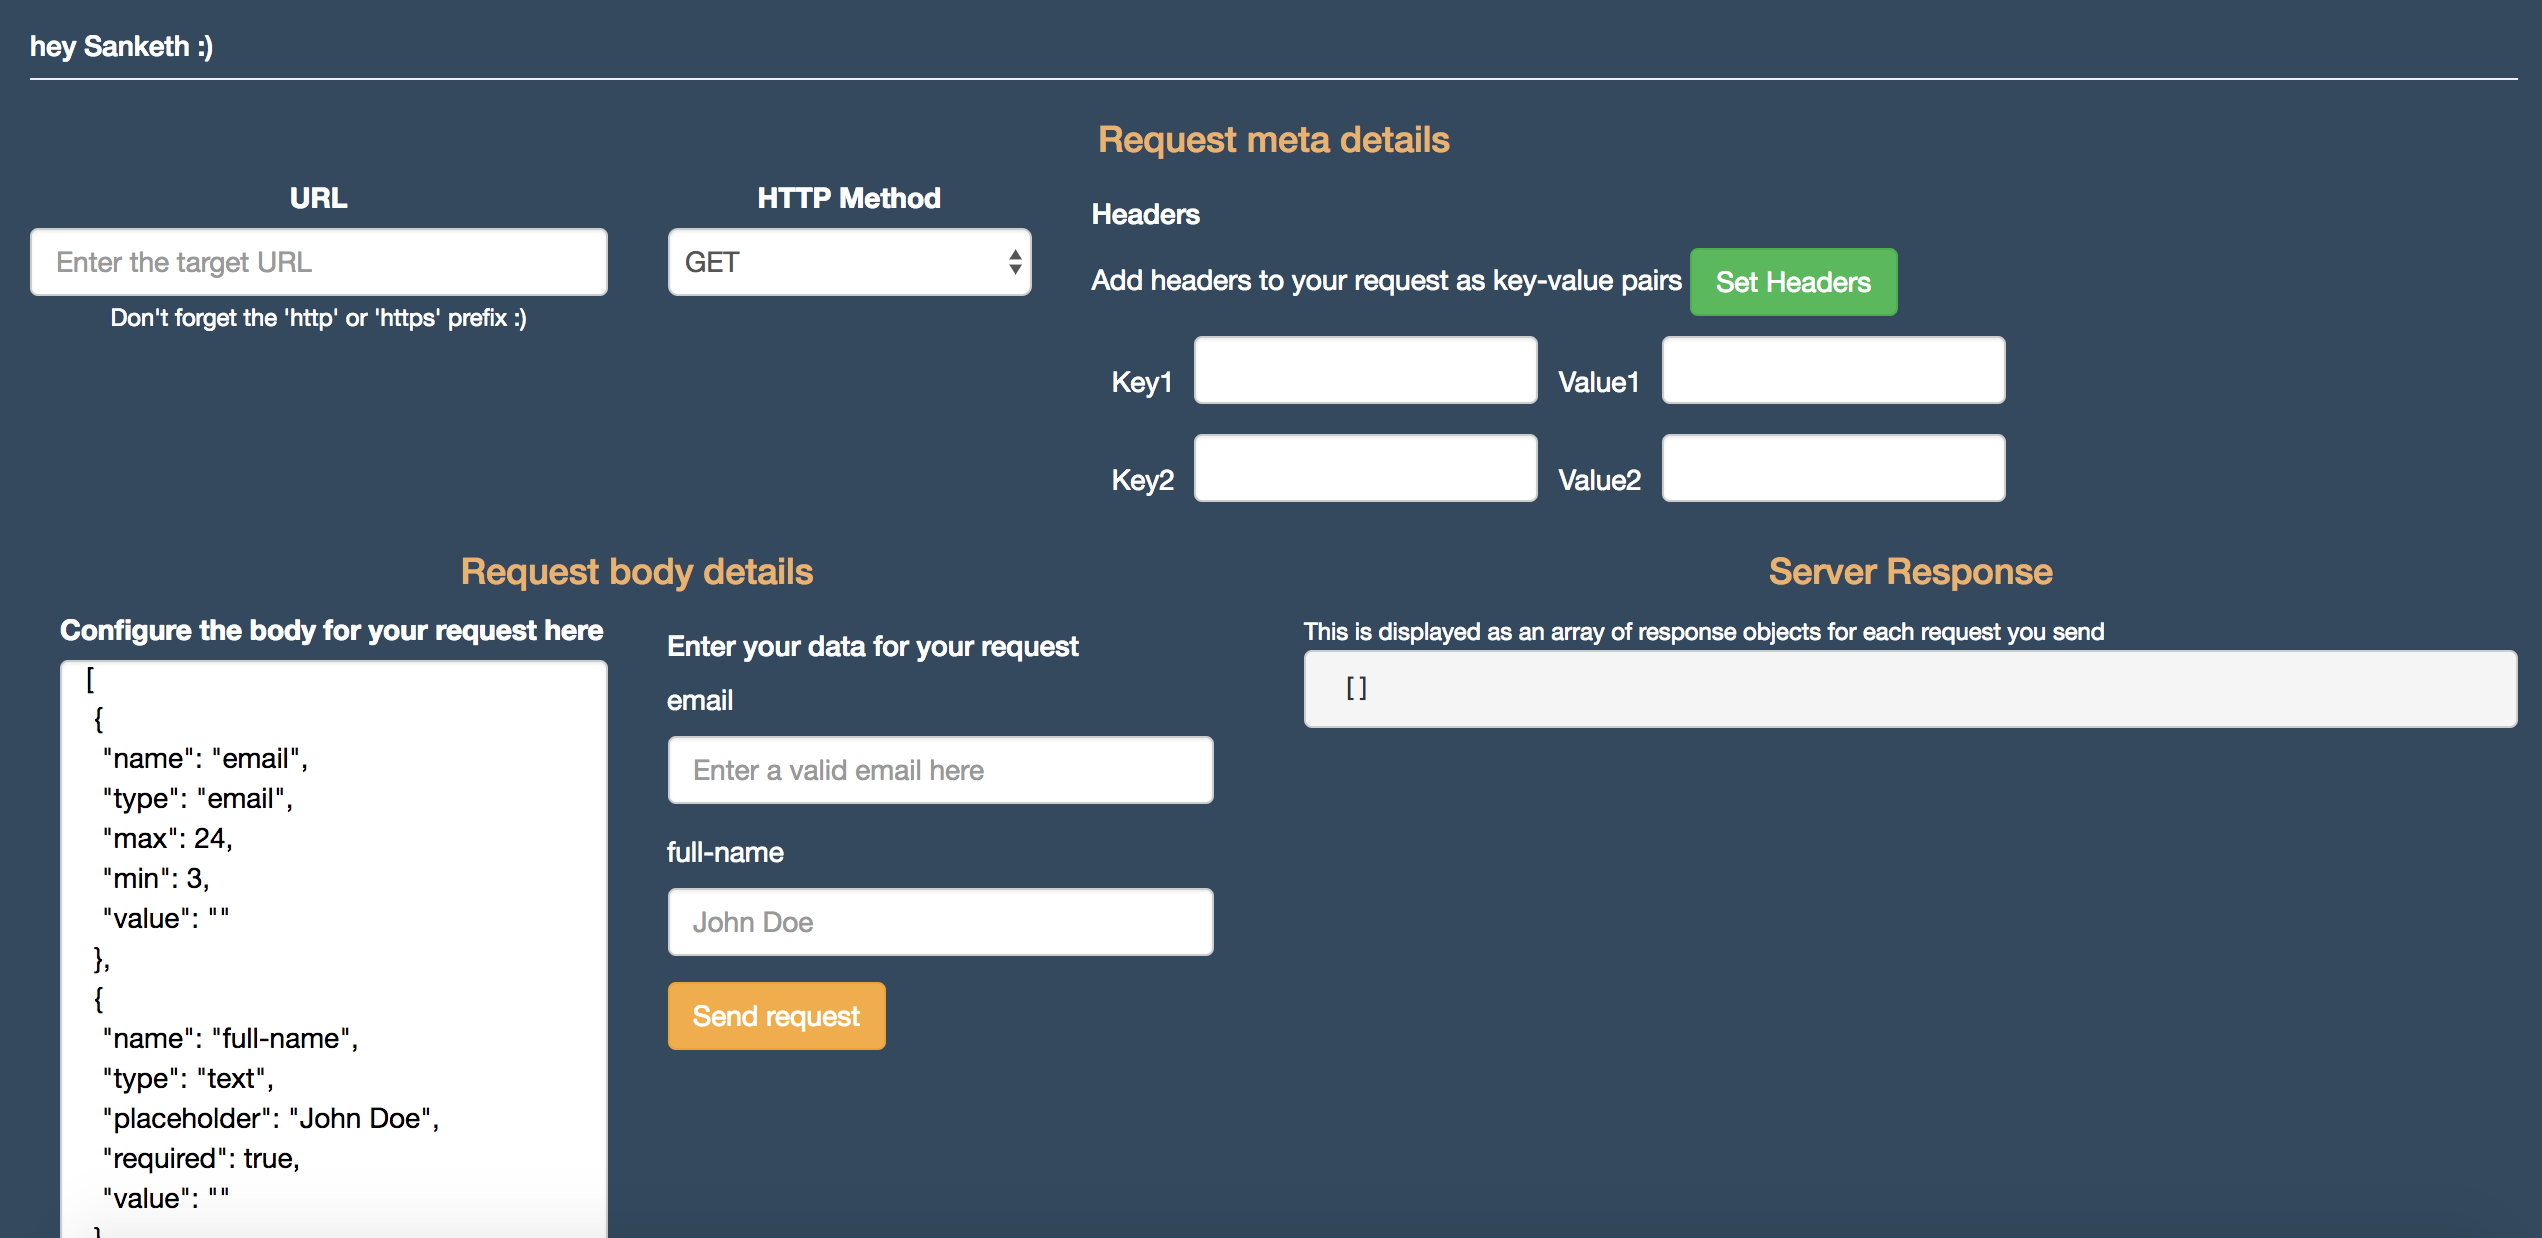 hey Sanketh :)
Request meta details
URL
HTTP Method
Enter the target URL
GET
Don't forget the 'http' or 'https' prefix :)
Headers
Add headers to your request as key-value pairs Set Headers
Key1 Value1
Key2 Value2
Request body details
Configure the body for your request here
[
{
"name": "email",
"type": "email",
"max": 24,
"min": 3,
"value": ""
},
{
"name": "full-name",
"type": "text",
"placeholder": "John Doe",
"required": true,
"value": ""
}
Enter your data for your request
email
Enter a valid email here
full-name
John Doe
Send request
Server Response
This is displayed as an array of response objects for each request you send
[]